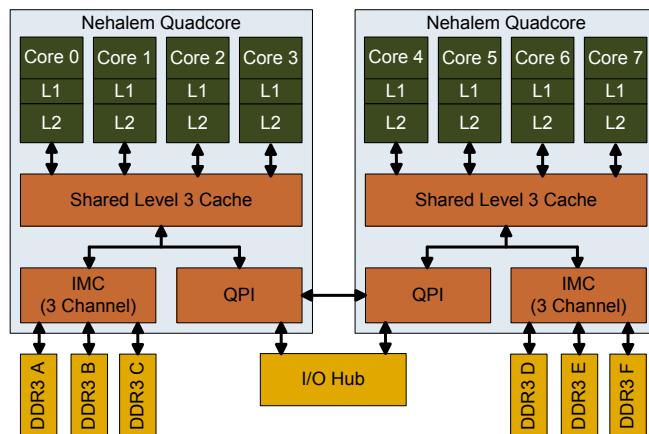 Nehalem Quadcore
Core 0
L1
L2
Core 1
L1
L2
Core 2
L1
L2
Core 3
L1
L2
Shared Level 3 Cache
IMC
(3 Channel)
QPI
DDR3 A
DDR3 B
DDR3 C
I/O Hub
Nehalem Quadcore
Core 4
L1
L2
Core 5
L1
L2
Core 6
L1
L2
Core 7
L1
L2
Shared Level 3 Cache
QPI
IMC
(3 Channel)
DDR3 D
DDR3 E
DDR3 F